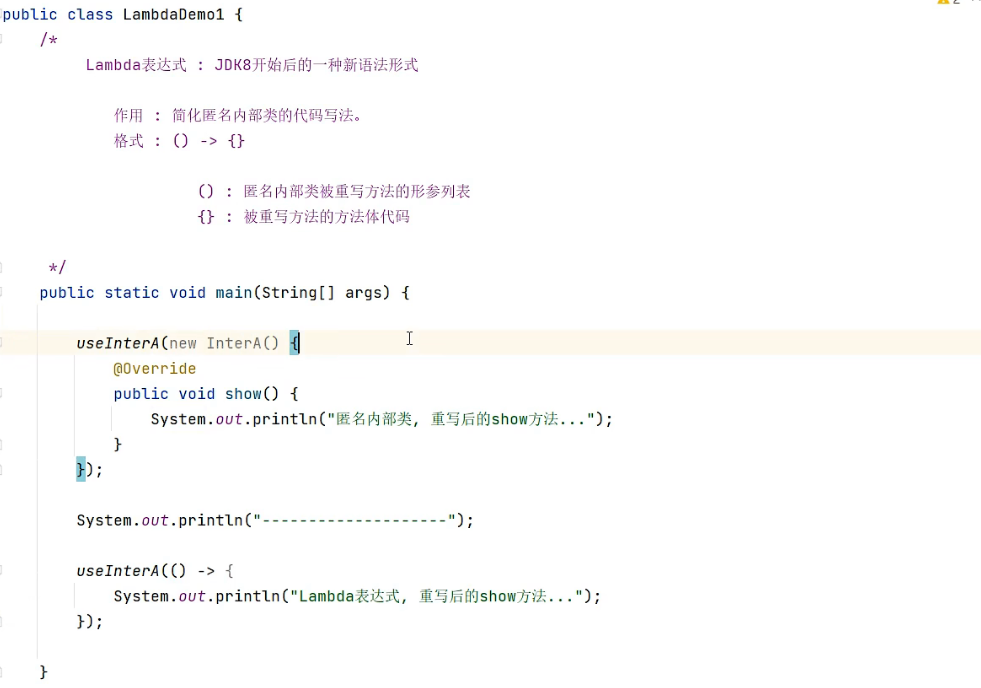 public class LambdaDemo1 {
/*
Lambda表达式 : JDK8开始后的一种新语法形式
作用 : 简化匿名内部类的代码写法。
格式 : () -> {}
() : 匿名内部类被重写方法的形参列表
{} : 被重写方法的方法体代码
*/
public static void main(String[] args) {
useInterA(new InterA() {
@Override
public void show() {
System.out.println("匿名内部类, 重写后的show方法...");
}
});
System.out.println("--------------------");
useInterA(() -> {
System.out.println("Lambda表达式, 重写后的show方法...");
});
}